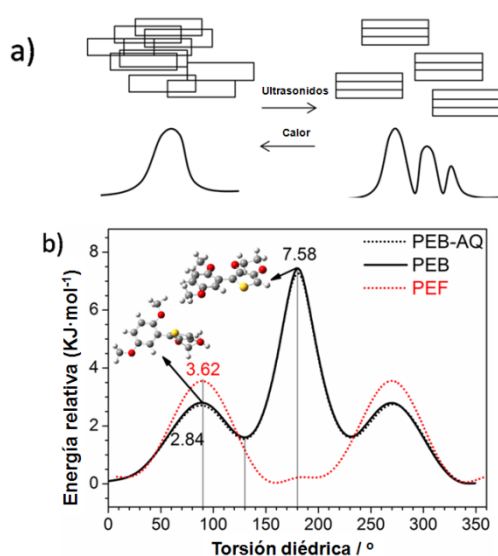 a)
Ultrasonidos
Calor
b)
7.58
PEB-AQ
PEB
PEF
3.62
2.84
8
6
4
2
0
Energía relativa (KJ·mol⁻¹)
0 50 100 150 200 250 300 350
Torsión diédrica / º